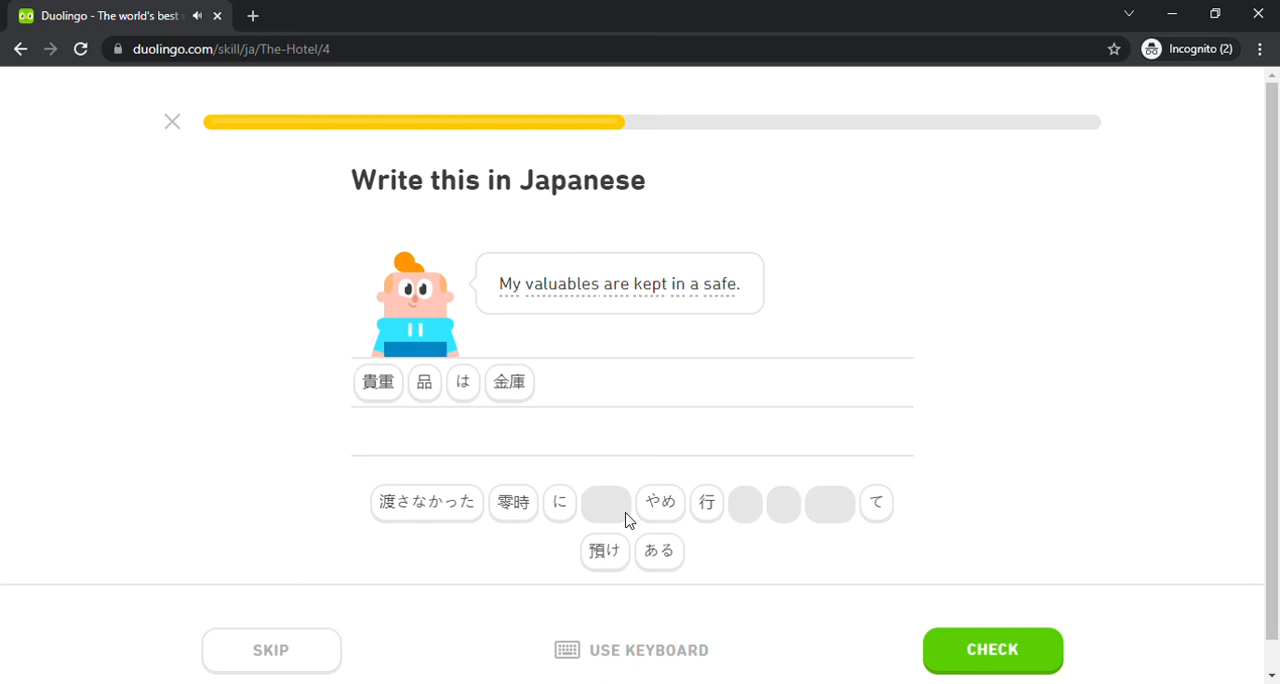 Duolingo - The world's best
duolingo.com/skill/ja/The-Hotel/4
Incognito (2)
Write this in Japanese
My valuables are kept in a safe.
貴重 品 は 金庫
渡さなかった 零時 に やめ 行 て
預け ある
SKIP
USE KEYBOARD
CHECK